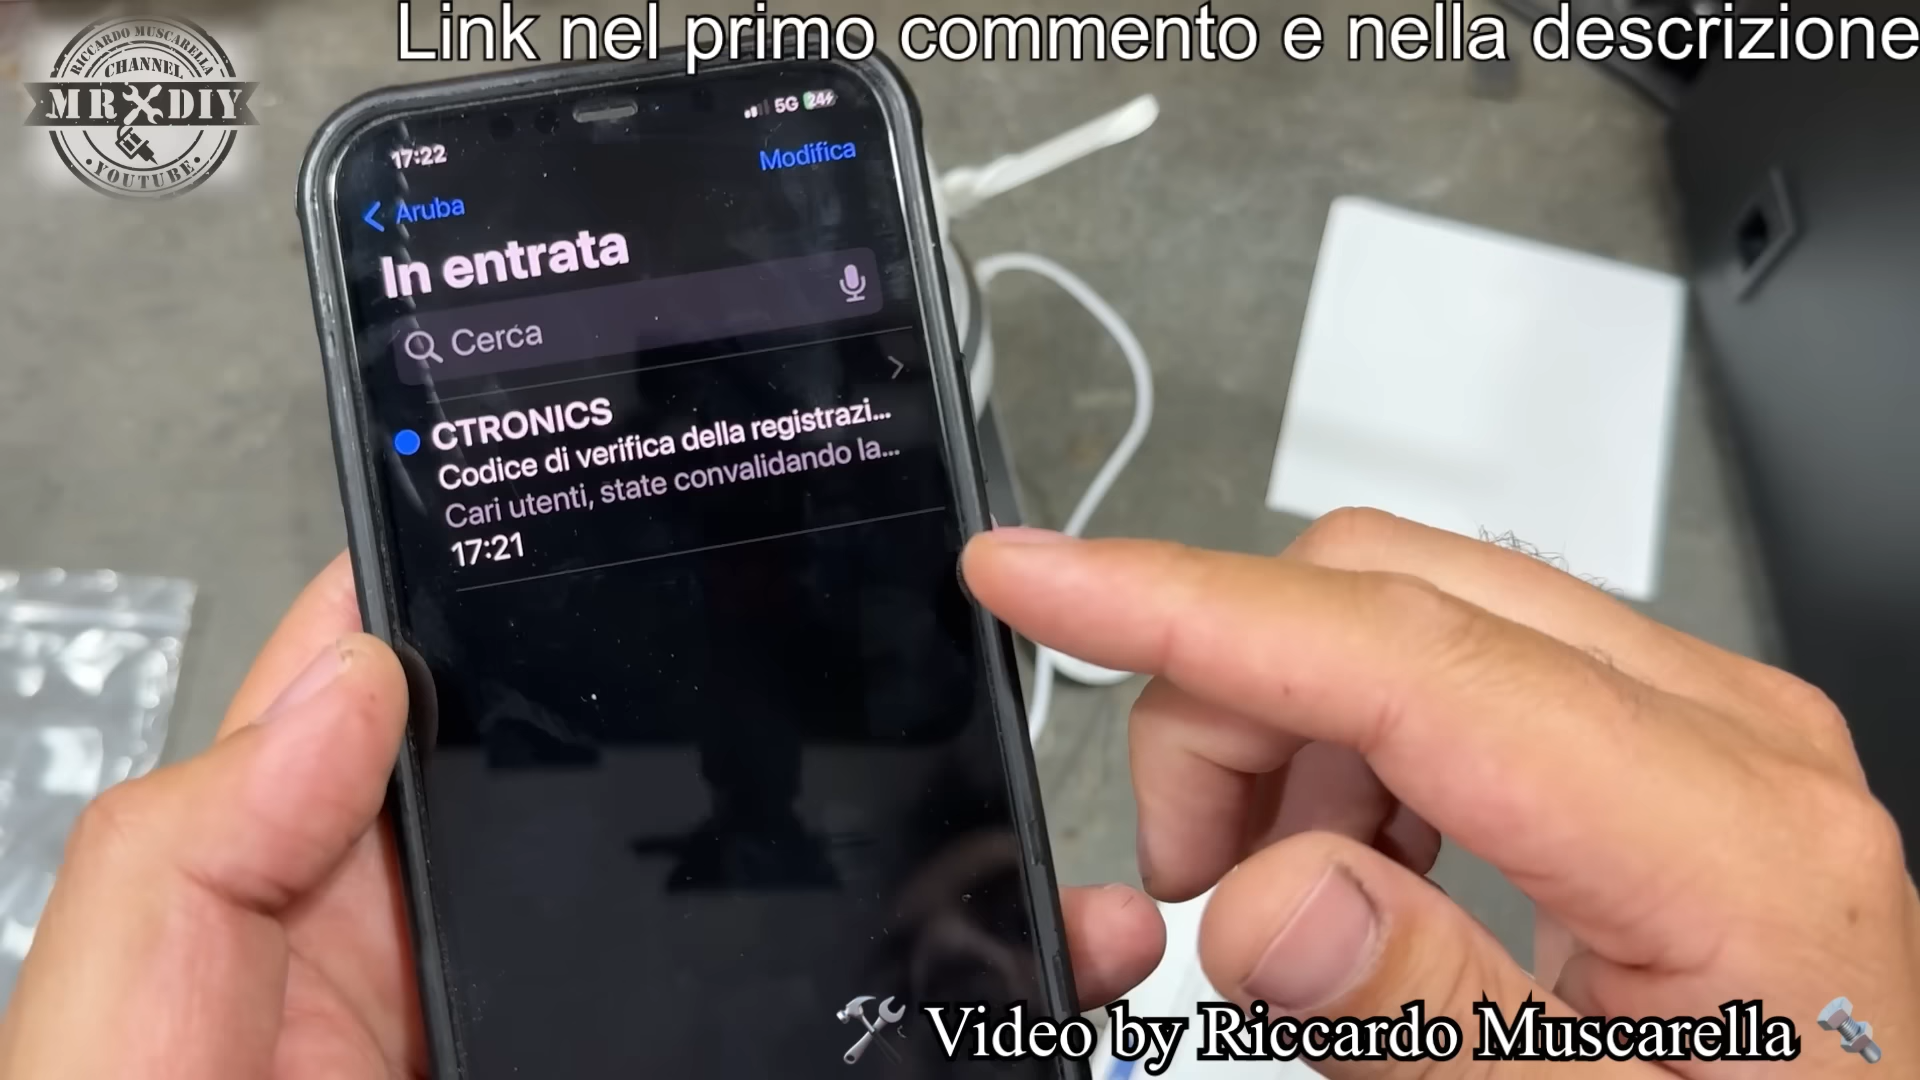 Link nel primo commento e nella descrizione
RICCARDO MUSCARELLA
CHANNEL
MR DIY
YOUTUBE
17:22
5G 24
Modifica
Aruba
In entrata
Cerca
CTRONICS
Codice di verifica della registrazi...
Cari utenti, state convalidando la...
17:21
Video by Riccardo Muscarella